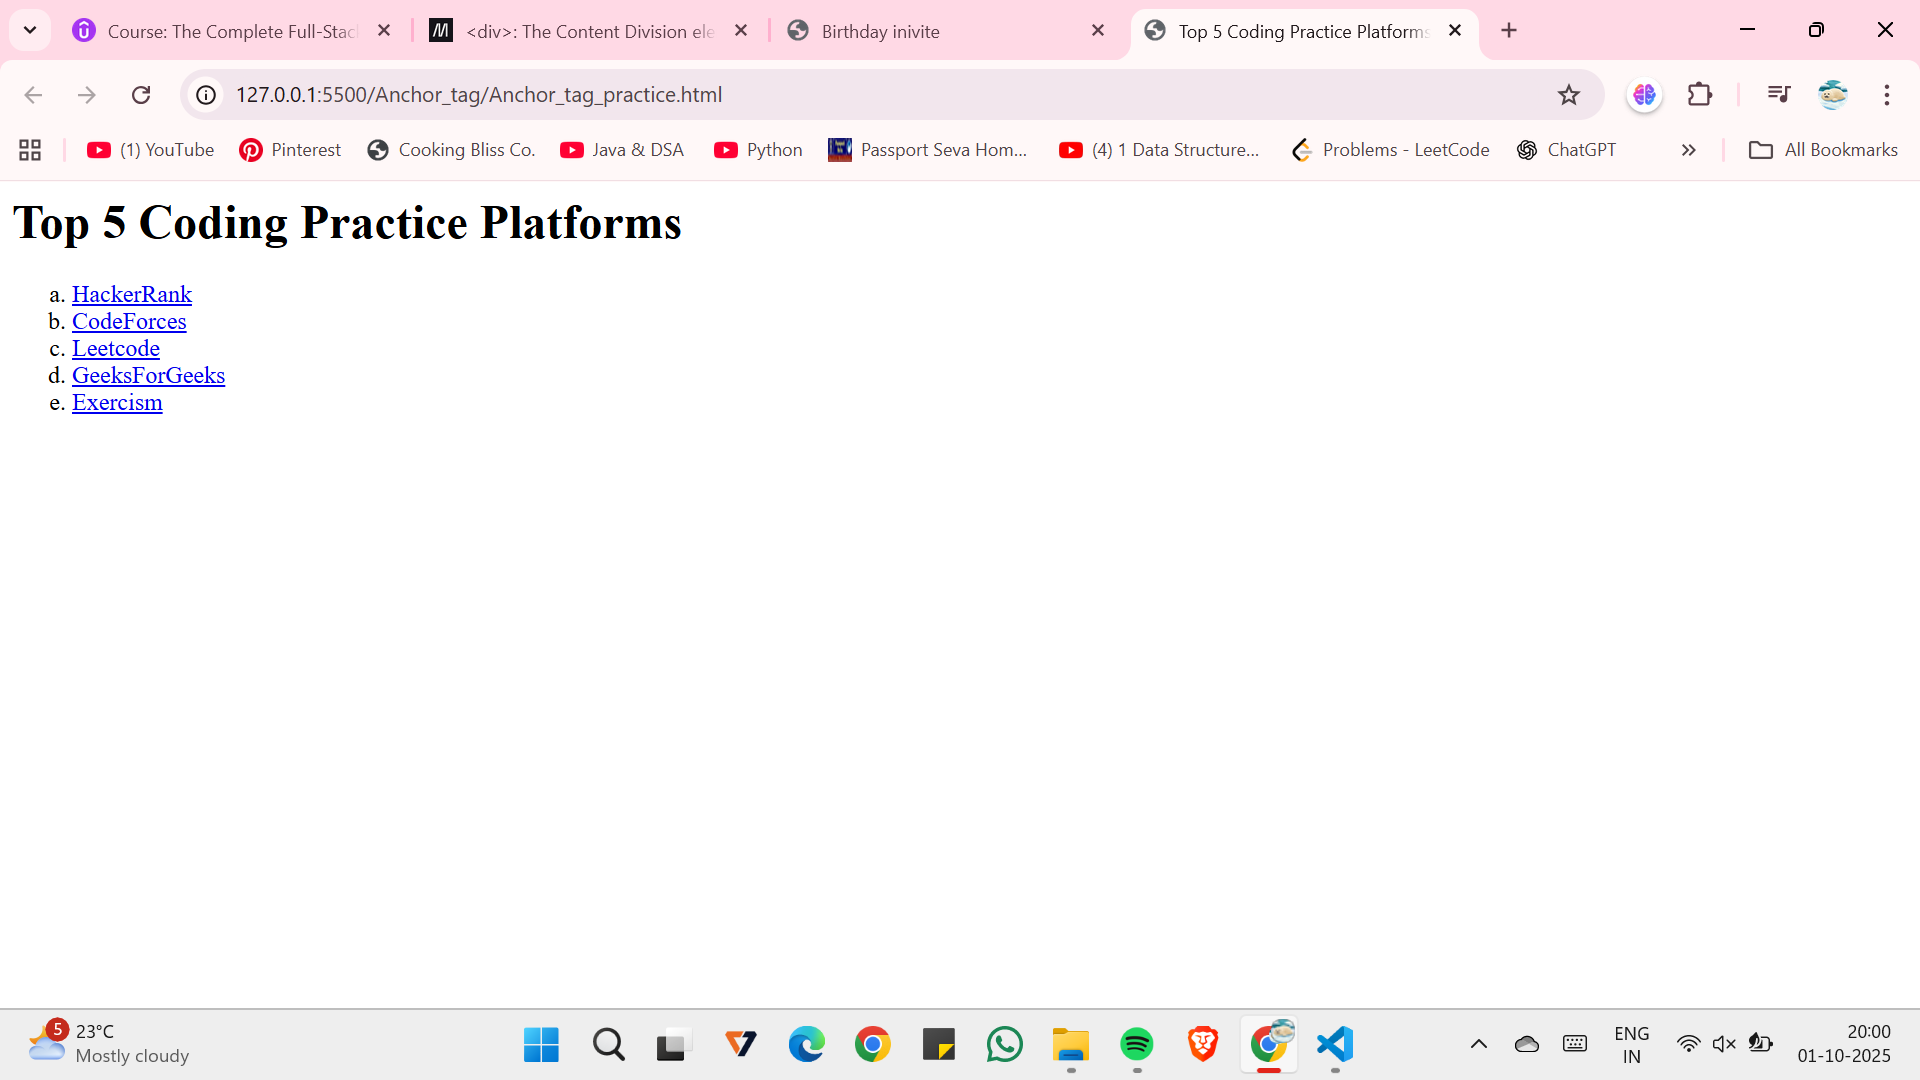 Course: The Complete Full-Stac
<div>: The Content Division ele
Birthday inivite
Top 5 Coding Practice Platforms
127.0.0.1:5500/Anchor_tag/Anchor_tag_practice.html
(1) YouTube
Pinterest
Cooking Bliss Co.
Java & DSA
Python
Passport Seva Hom...
(4) 1 Data Structure...
Problems - LeetCode
ChatGPT
All Bookmarks
Top 5 Coding Practice Platforms
a. HackerRank
b. CodeForces
c. Leetcode
d. GeeksForGeeks
e. Exercism
5
23°C
Mostly cloudy
ENG
IN
20:00
01-10-2025